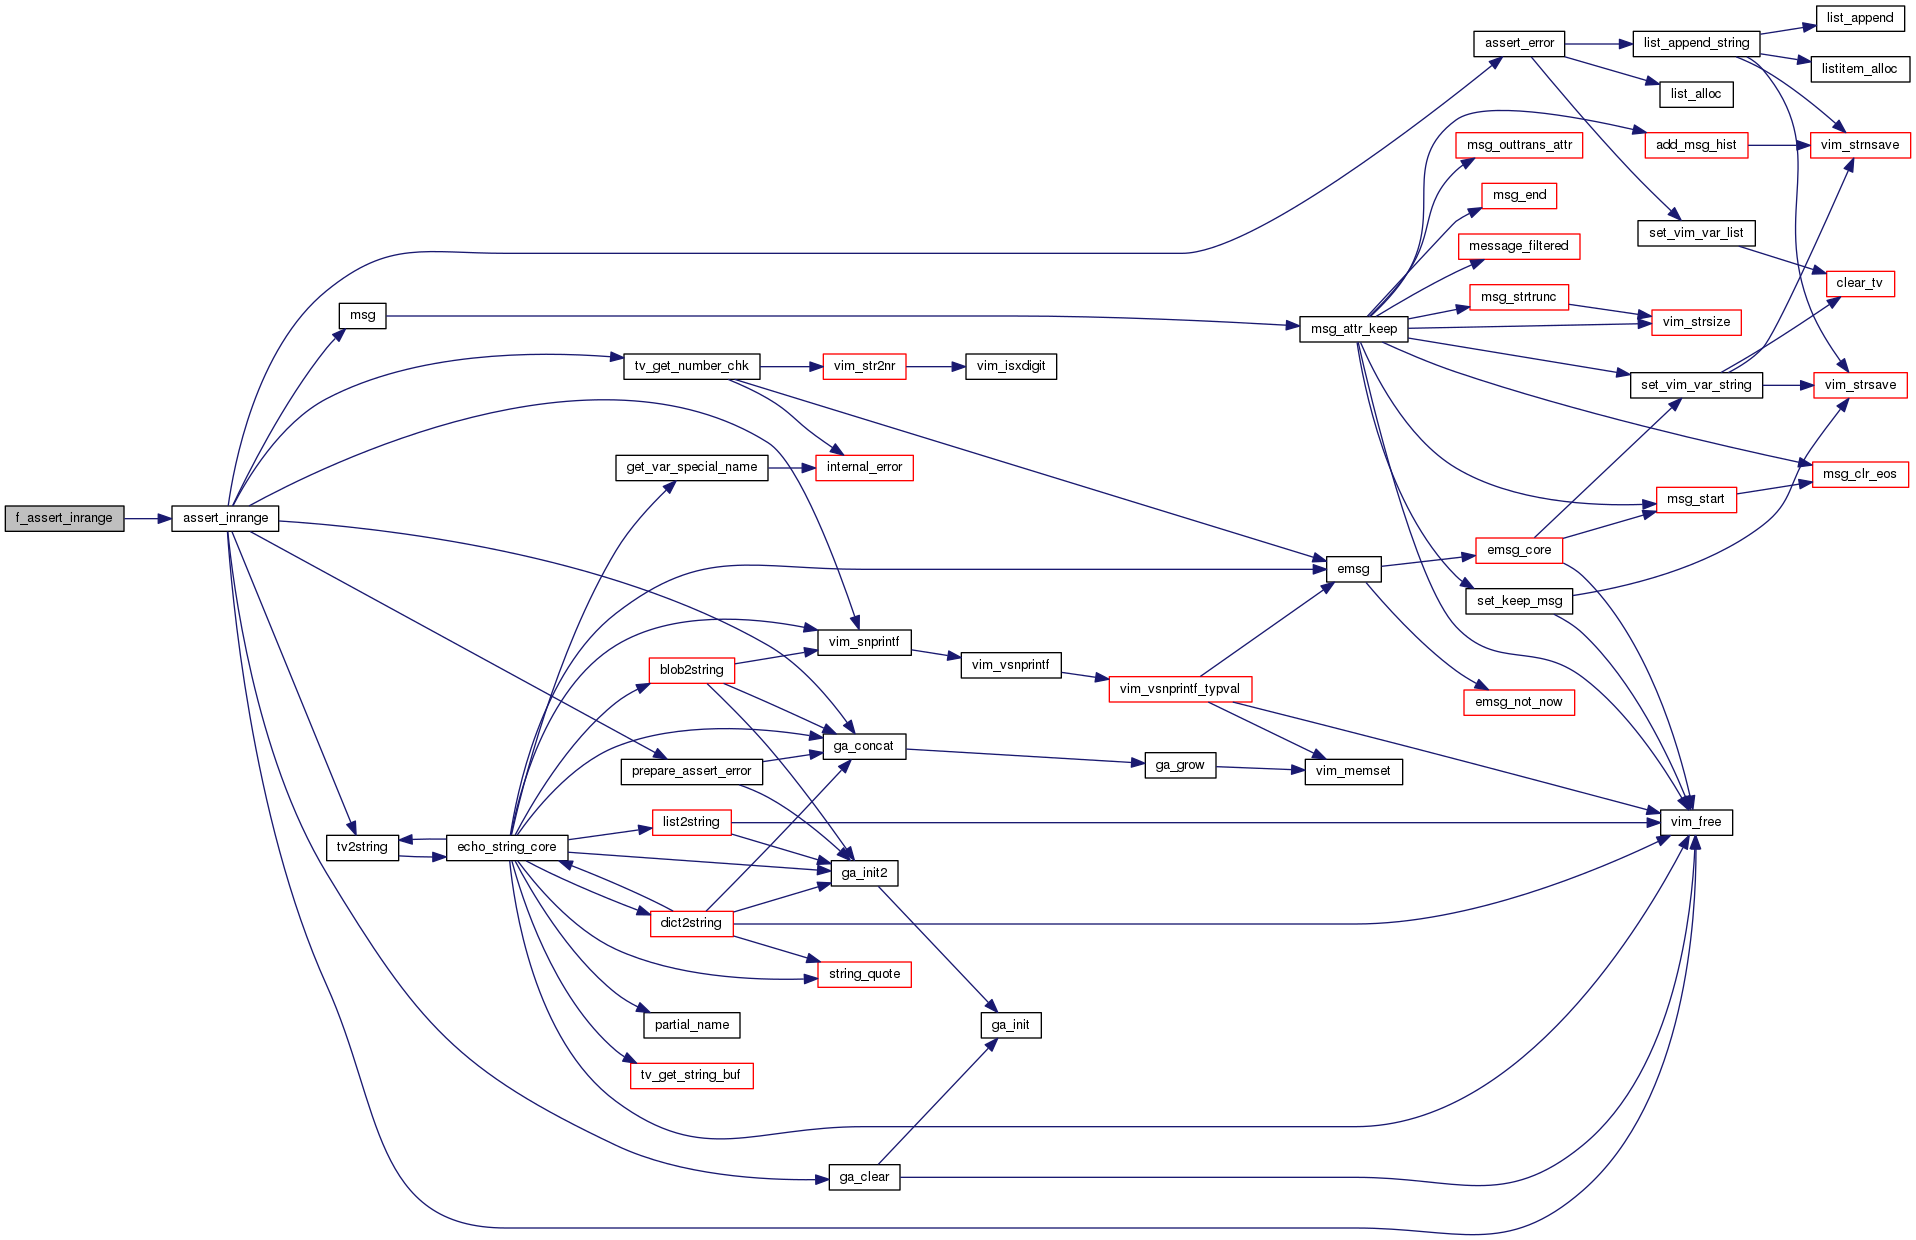 list_append
assert_error
list_append_string
listitem_alloc
list_alloc
msg_outtrans_attr
add_msg_hist
vim_strnsave
msg_end
message_filtered
set_vim_var_list
clear_tv
msg_strtrunc
msg
msg_attr_keep
vim_strsize
tv_get_number_chk
vim_str2nr
vim_isxdigit
set_vim_var_string
vim_strsave
get_var_special_name
internal_error
msg_clr_eos
msg_start
f_assert_inrange
assert_inrange
emsg_core
emsg
set_keep_msg
vim_snprintf
blob2string
vim_vsnprintf
vim_vsnprintf_typval
emsg_not_now
ga_concat
prepare_assert_error
ga_grow
vim_memset
list2string
vim_free
tv2string
echo_string_core
ga_init2
dict2string
string_quote
partial_name
ga_init
tv_get_string_buf
ga_clear